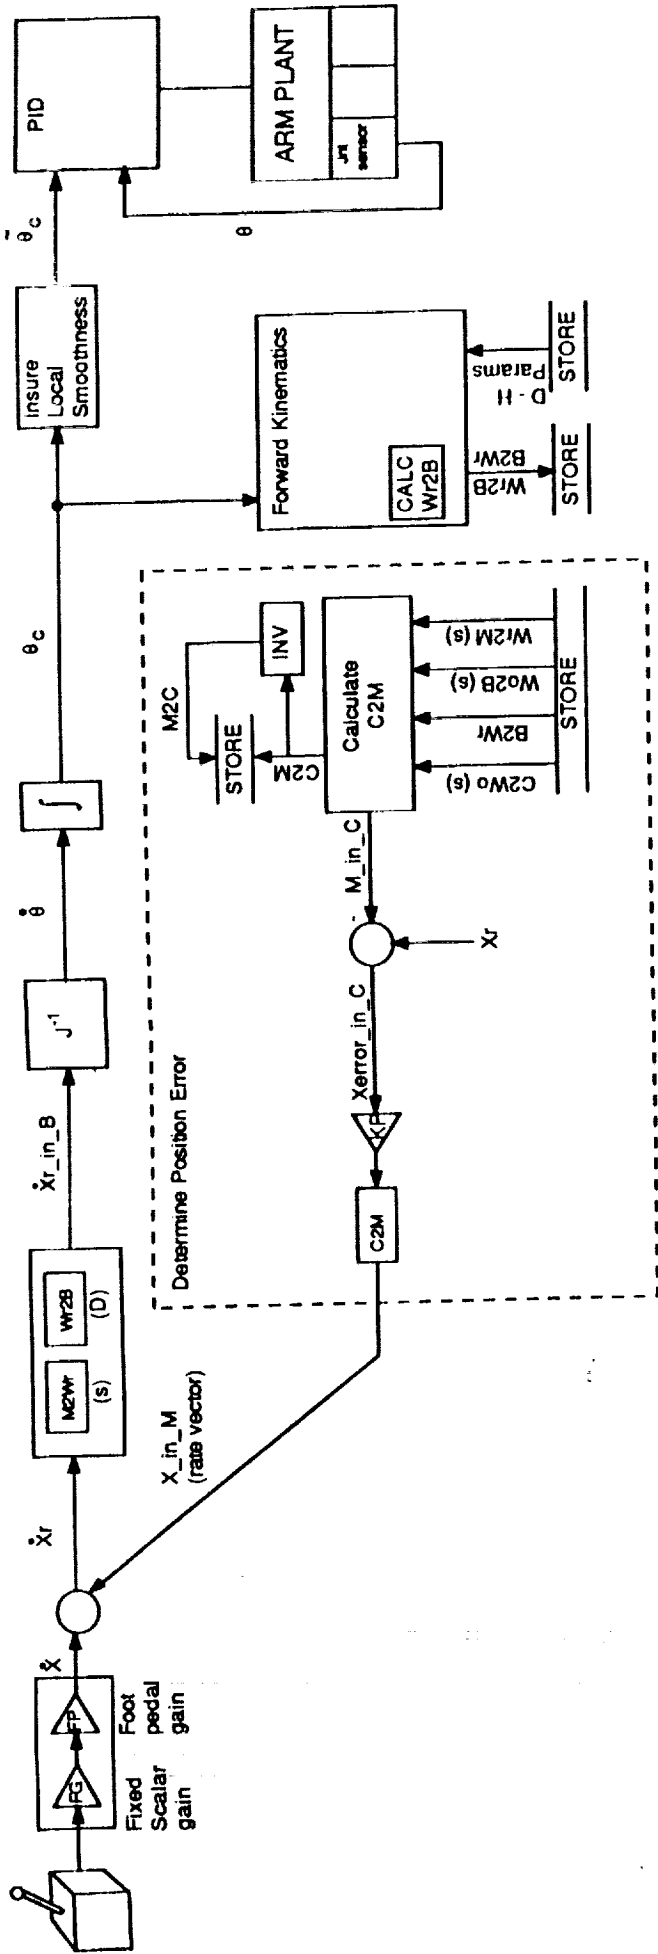 FG
FP
Fixed
Scalar
gain
Foot
pedal
gain
Ẋ
Ẋr
M2Wr
(s)
Wr2B
(D)
Ẋr_in_B
J⁻¹
θ̇
∫
θc
Insure
Local
Smoothness
θ̃c
PID
ARM PLANT
Jnt
sensor
θ
X_in_M
(rate vector)
Determine Position Error
C2M
KP
Xerror_in_C
-
Xr
M_in_C
Calculate
C2M
C2M
STORE
M2C
INV
C2Wo (s)
B2Wr
Wo2B (s)
Wr2M (s)
STORE
Forward Kinematics
CALC
Wr2B
Wr2B
B2Wr
STORE
D - H
Params
STORE